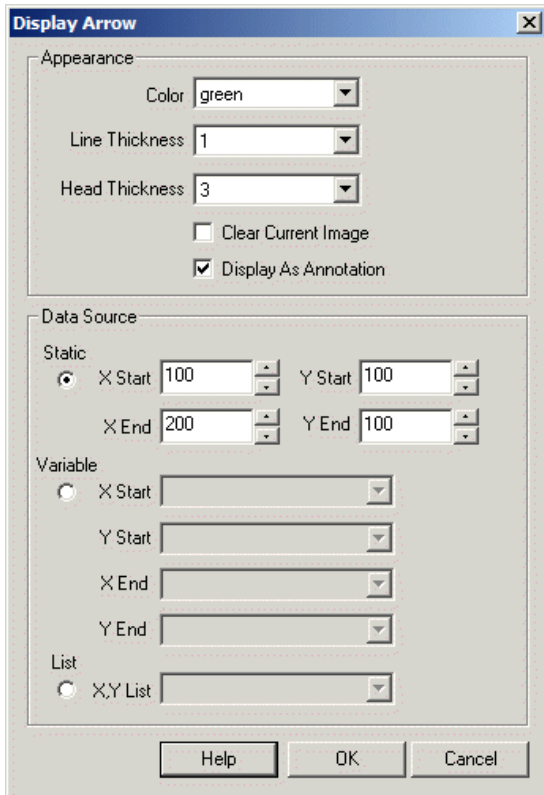 Display Arrow
Appearance
Color green
Line Thickness 1
Head Thickness 3
Clear Current Image
Display As Annotation
Data Source
Static
X Start 100 Y Start 100
X End 200 Y End 100
Variable
X Start
Y Start
X End
Y End
List
X,Y List
Help OK Cancel